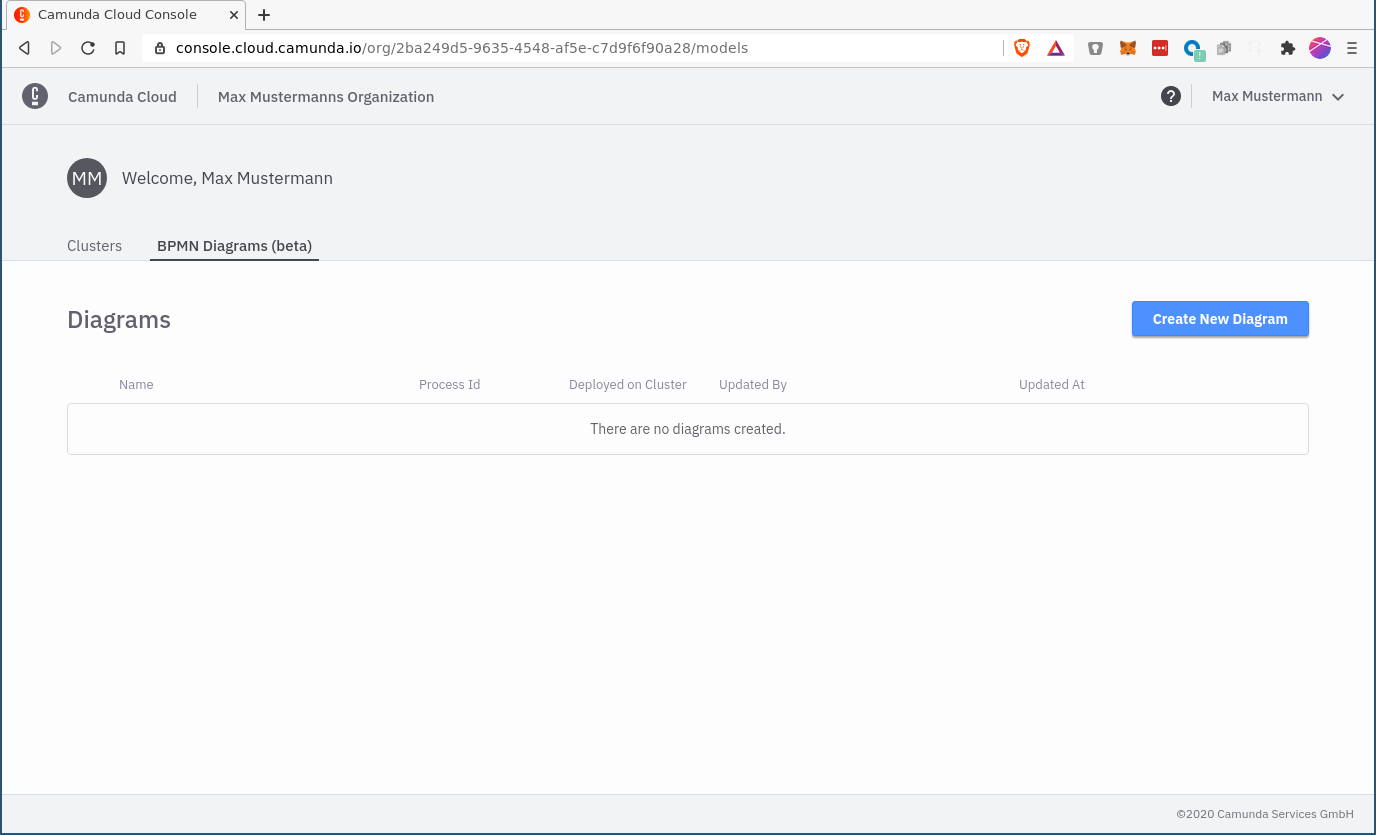 Camunda Cloud Console
console.cloud.camunda.io/org/2ba249d5-9635-4548-af5e-c7d9f6f90a28/models
Camunda Cloud
Max Mustermanns Organization
?
Max Mustermann
MM
Welcome, Max Mustermann
Clusters
BPMN Diagrams (beta)
Diagrams
Create New Diagram
Name
Process Id
Deployed on Cluster
Updated By
Updated At
There are no diagrams created.
©2020 Camunda Services GmbH